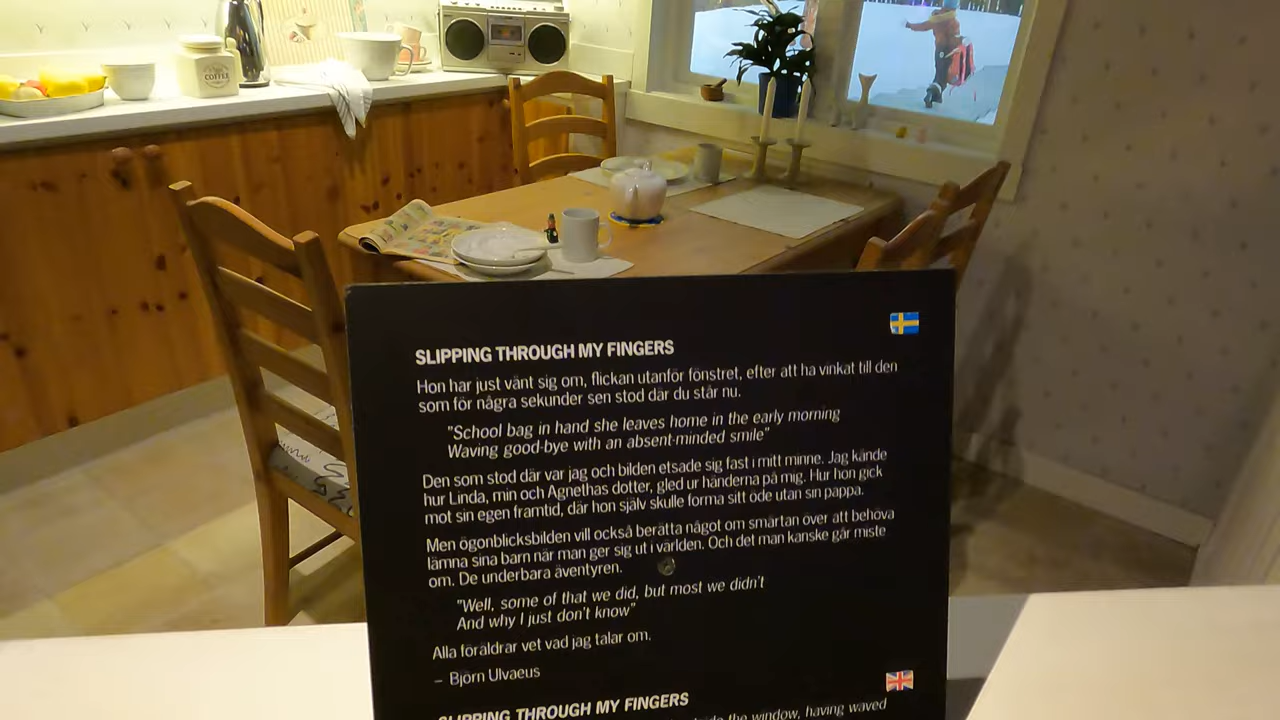 COFFEE
SLIPPING THROUGH MY FINGERS
Hon har just vänt sig om, flickan utanför fönstret, efter att ha vinkat till den
som för några sekunder sen stod där du står nu.
"School bag in hand she leaves home in the early morning
Waving good-bye with an absent-minded smile"
Den som stod där var jag och bilden etsade sig fast i mitt minne. Jag kände
hur Linda, min och Agnethas dotter, gled ur händerna på mig. Hur hon gick
mot sin egen framtid, där hon själv skulle forma sitt öde utan sin pappa.
Men ögonblicksbilden vill också berätta något om smärtan över att behöva
lämna sina barn när man ger sig ut i världen. Och det man kanske går miste
om. De underbara äventyren.
"Well, some of that we did, but most we didn't
And why I just don't know"
Alla föräldrar vet vad jag talar om.
– Björn Ulvaeus
SLIPPING THROUGH MY FINGERS
the window, having waved